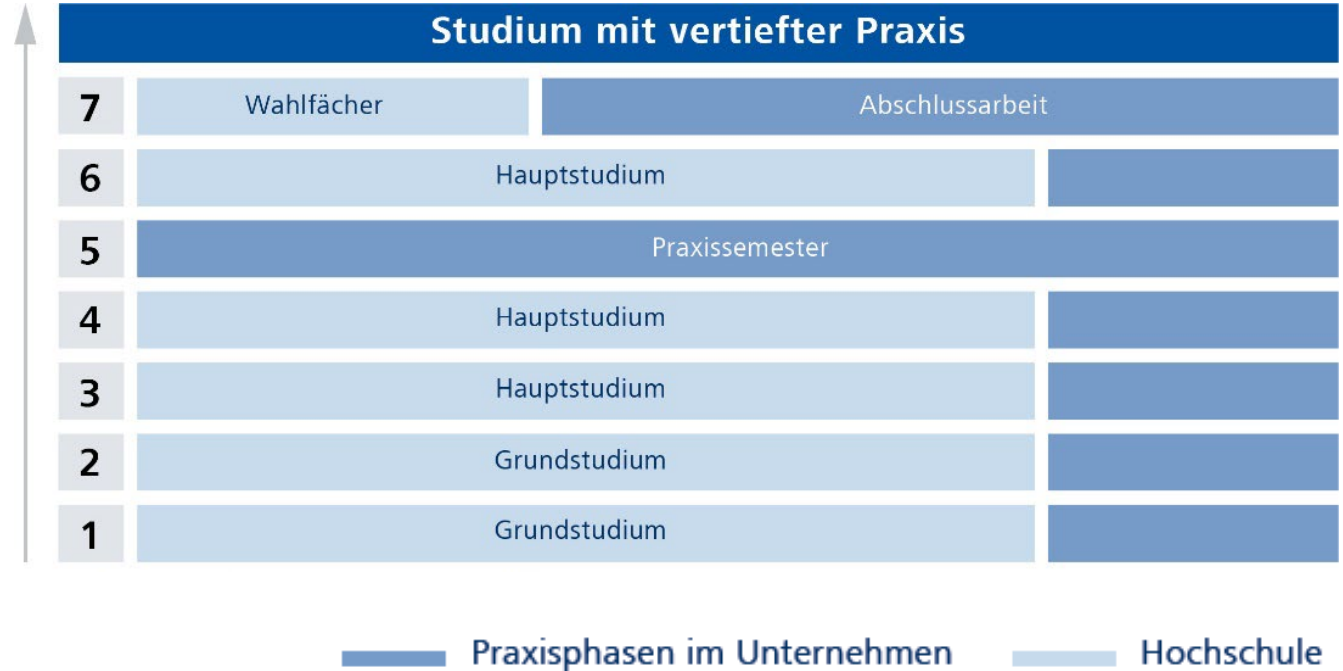 Studium mit vertiefter Praxis
7 Wahlfächer Abschlussarbeit
6 Hauptstudium
5 Praxissemester
4 Hauptstudium
3 Hauptstudium
2 Grundstudium
1 Grundstudium
Praxisphasen im Unternehmen Hochschule